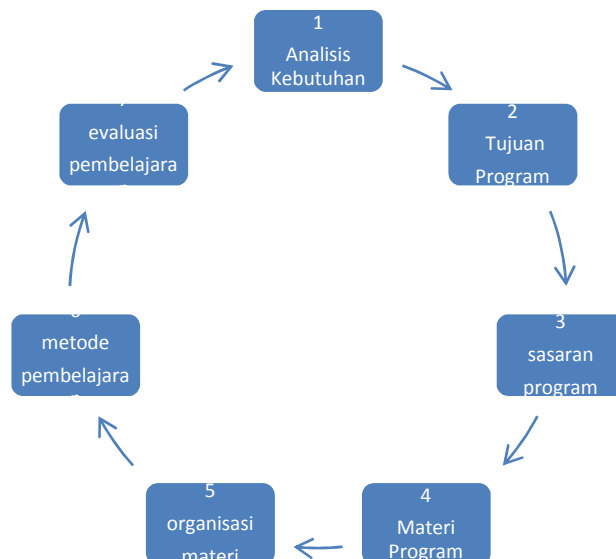 1
Analisis
Kebutuhan
2
Tujuan
Program
3
sasaran
program
4
Materi
Program
5
organisasi
materi
metode
pembelajara
evaluasi
pembelajara